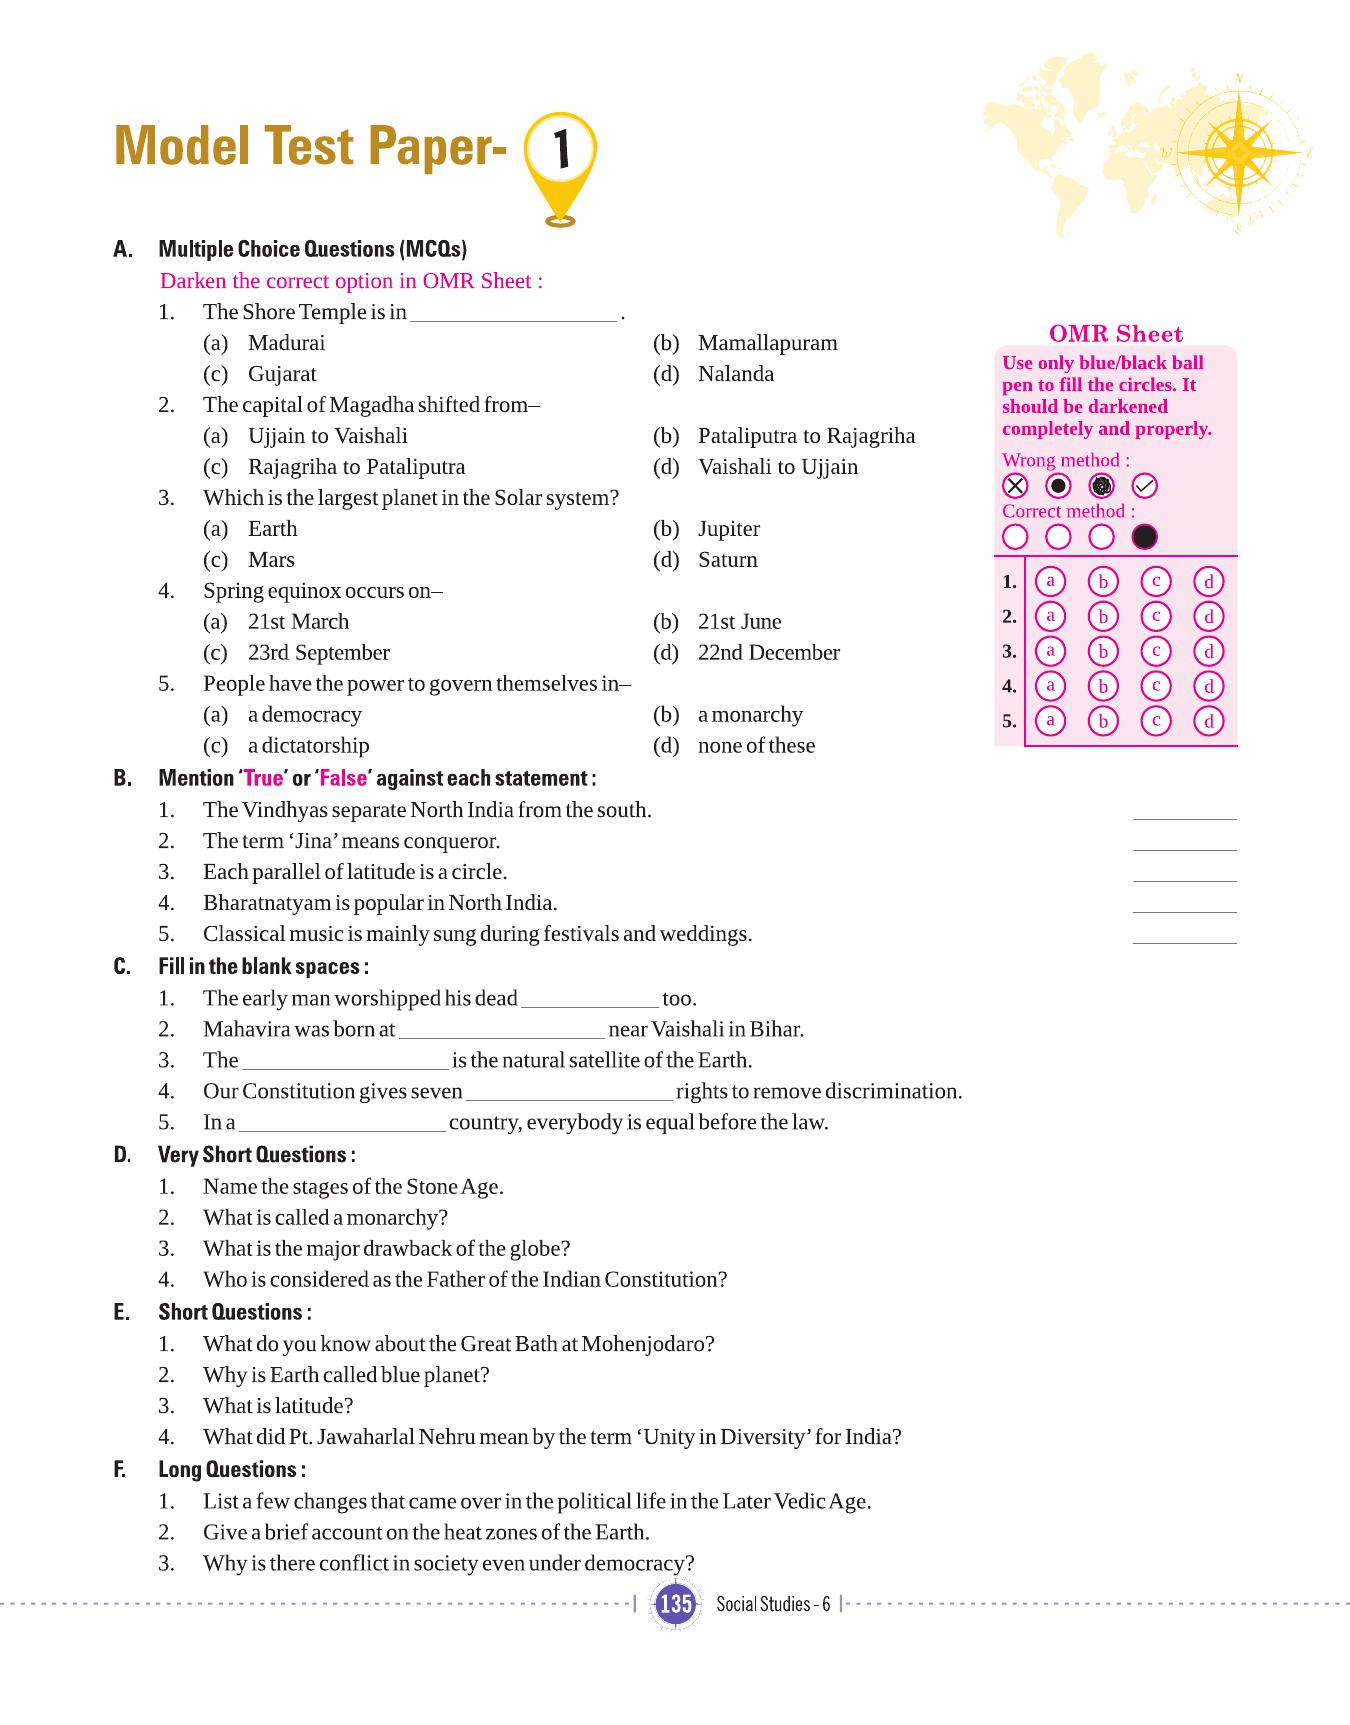 Model Test Paper- 1
N
W
A. Multiple Choice Questions (MCQs)
Darken the correct option in OMR Sheet :
1. The Shore Temple is in ____________________ .
(a) Madurai (b) Mamallapuram
(c) Gujarat (d) Nalanda
2. The capital of Magadha shifted from–
(a) Ujjain to Vaishali (b) Pataliputra to Rajagriha
(c) Rajagriha to Pataliputra (d) Vaishali to Ujjain
3. Which is the largest planet in the Solar system?
(a) Earth (b) Jupiter
(c) Mars (d) Saturn
4. Spring equinox occurs on–
(a) 21st March (b) 21st June
(c) 23rd September (d) 22nd December
5. People have the power to govern themselves in–
(a) a democracy (b) a monarchy
(c) a dictatorship (d) none of these
OMR Sheet
Use only blue/black ball
pen to fill the circles. It
should be darkened
completely and properly.
Wrong method :
Correct method :
1. a b c d
2. a b c d
3. a b c d
4. a b c d
5. a b c d
B. Mention ‘True’ or ‘False’ against each statement :
1. The Vindhyas separate North India from the south. __________
2. The term ‘Jina’ means conqueror. __________
3. Each parallel of latitude is a circle. __________
4. Bharatnatyam is popular in North India. __________
5. Classical music is mainly sung during festivals and weddings. __________
C. Fill in the blank spaces :
1. The early man worshipped his dead _____________ too.
2. Mahavira was born at ____________________ near Vaishali in Bihar.
3. The ____________________ is the natural satellite of the Earth.
4. Our Constitution gives seven ____________________ rights to remove discrimination.
5. In a ____________________ country, everybody is equal before the law.
D. Very Short Questions :
1. Name the stages of the Stone Age.
2. What is called a monarchy?
3. What is the major drawback of the globe?
4. Who is considered as the Father of the Indian Constitution?
E. Short Questions :
1. What do you know about the Great Bath at Mohenjodaro?
2. Why is Earth called blue planet?
3. What is latitude?
4. What did Pt. Jawaharlal Nehru mean by the term ‘Unity in Diversity’ for India?
F. Long Questions :
1. List a few changes that came over in the political life in the Later Vedic Age.
2. Give a brief account on the heat zones of the Earth.
3. Why is there conflict in society even under democracy?
135 Social Studies - 6